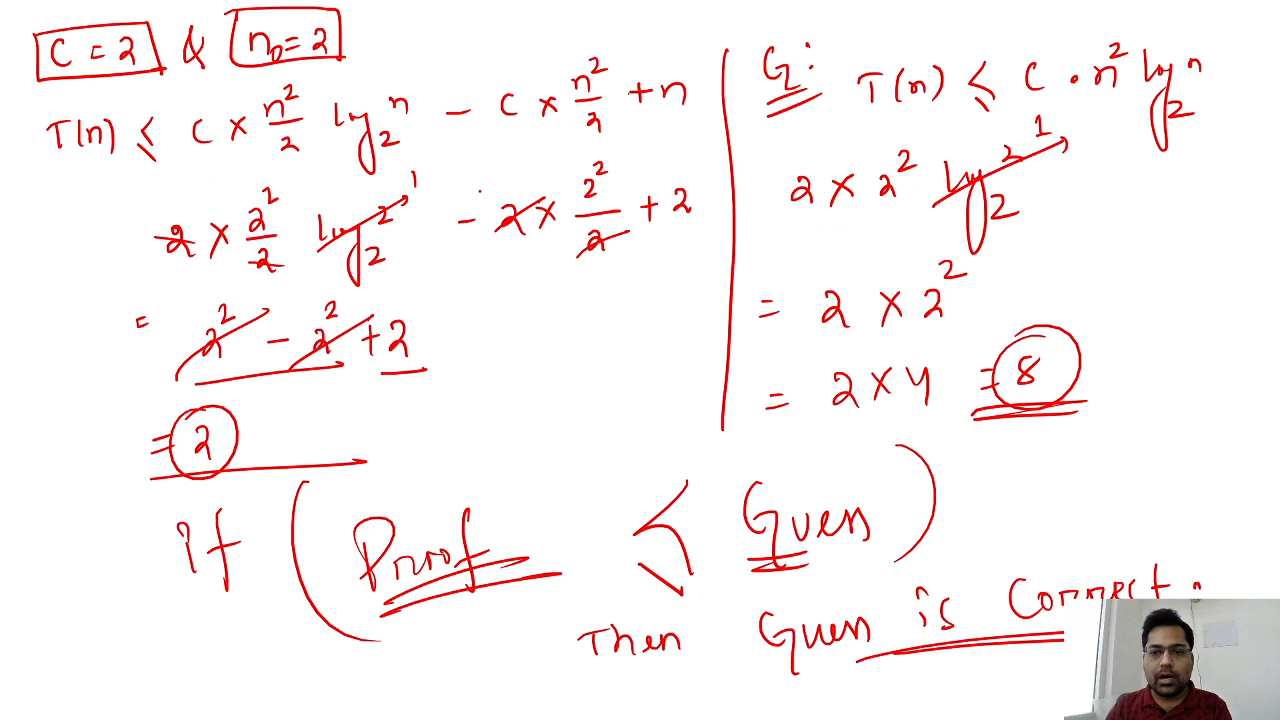 C = 2 & n₀ = 2
T(n) ≤ C × n²/2 log₂ n − C × n²/2 + n
2 × 2²/2 log₂ 2 1 − 2 × 2²/2 + 2
= 2² − 2² + 2
= 2
G: T(n) ≤ C · n² log₂ n
2 × 2² log₂ 2 1
= 2 × 2²
= 2 × 4 = 8
if (Proof ≤ Guess)
Then Guess is Correct.